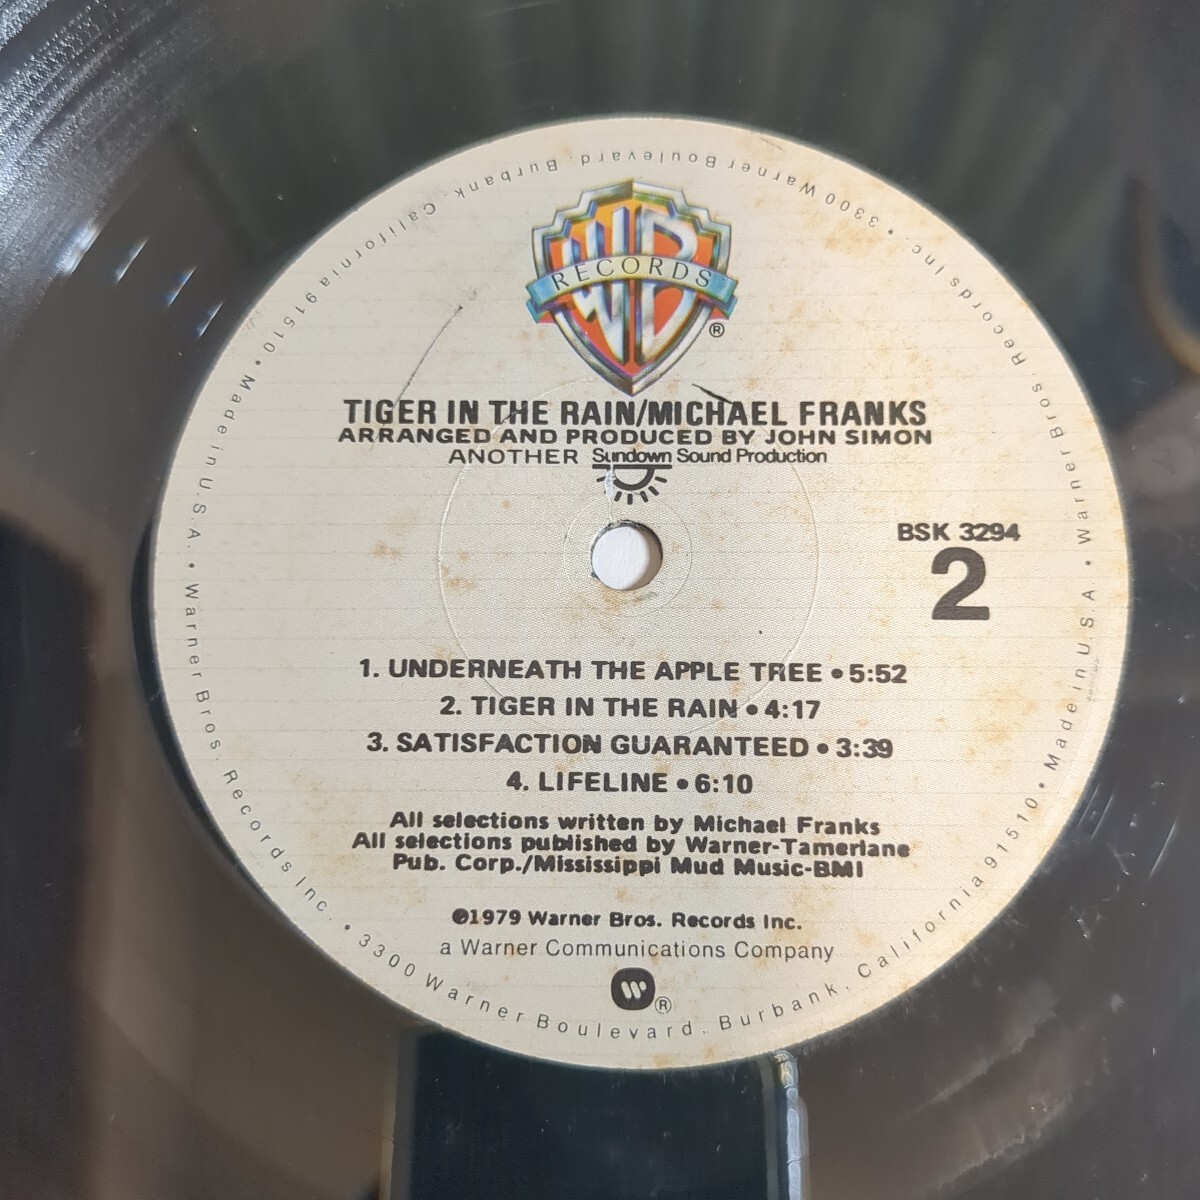 WB
RECORDS
®
TIGER IN THE RAIN/MICHAEL FRANKS
ARRANGED AND PRODUCED BY JOHN SIMON
ANOTHER Sundown Sound Production
BSK 3294
2
1. UNDERNEATH THE APPLE TREE • 5:52
2. TIGER IN THE RAIN • 4:17
3. SATISFACTION GUARANTEED • 3:39
4. LIFELINE • 6:10
All selections written by Michael Franks
All selections published by Warner-Tamerlane
Pub. Corp./Mississippi Mud Music-BMI
℗1979 Warner Bros. Records Inc.
a Warner Communications Company
®
Warner Bros. Records Inc. • 3300 Warner Boulevard, Burbank, California 91510 • Made in U.S.A. • Warner Bros. Records Inc. • 3300 Warner Boulevard, Burbank, California 91510 • Made in U.S.A. •